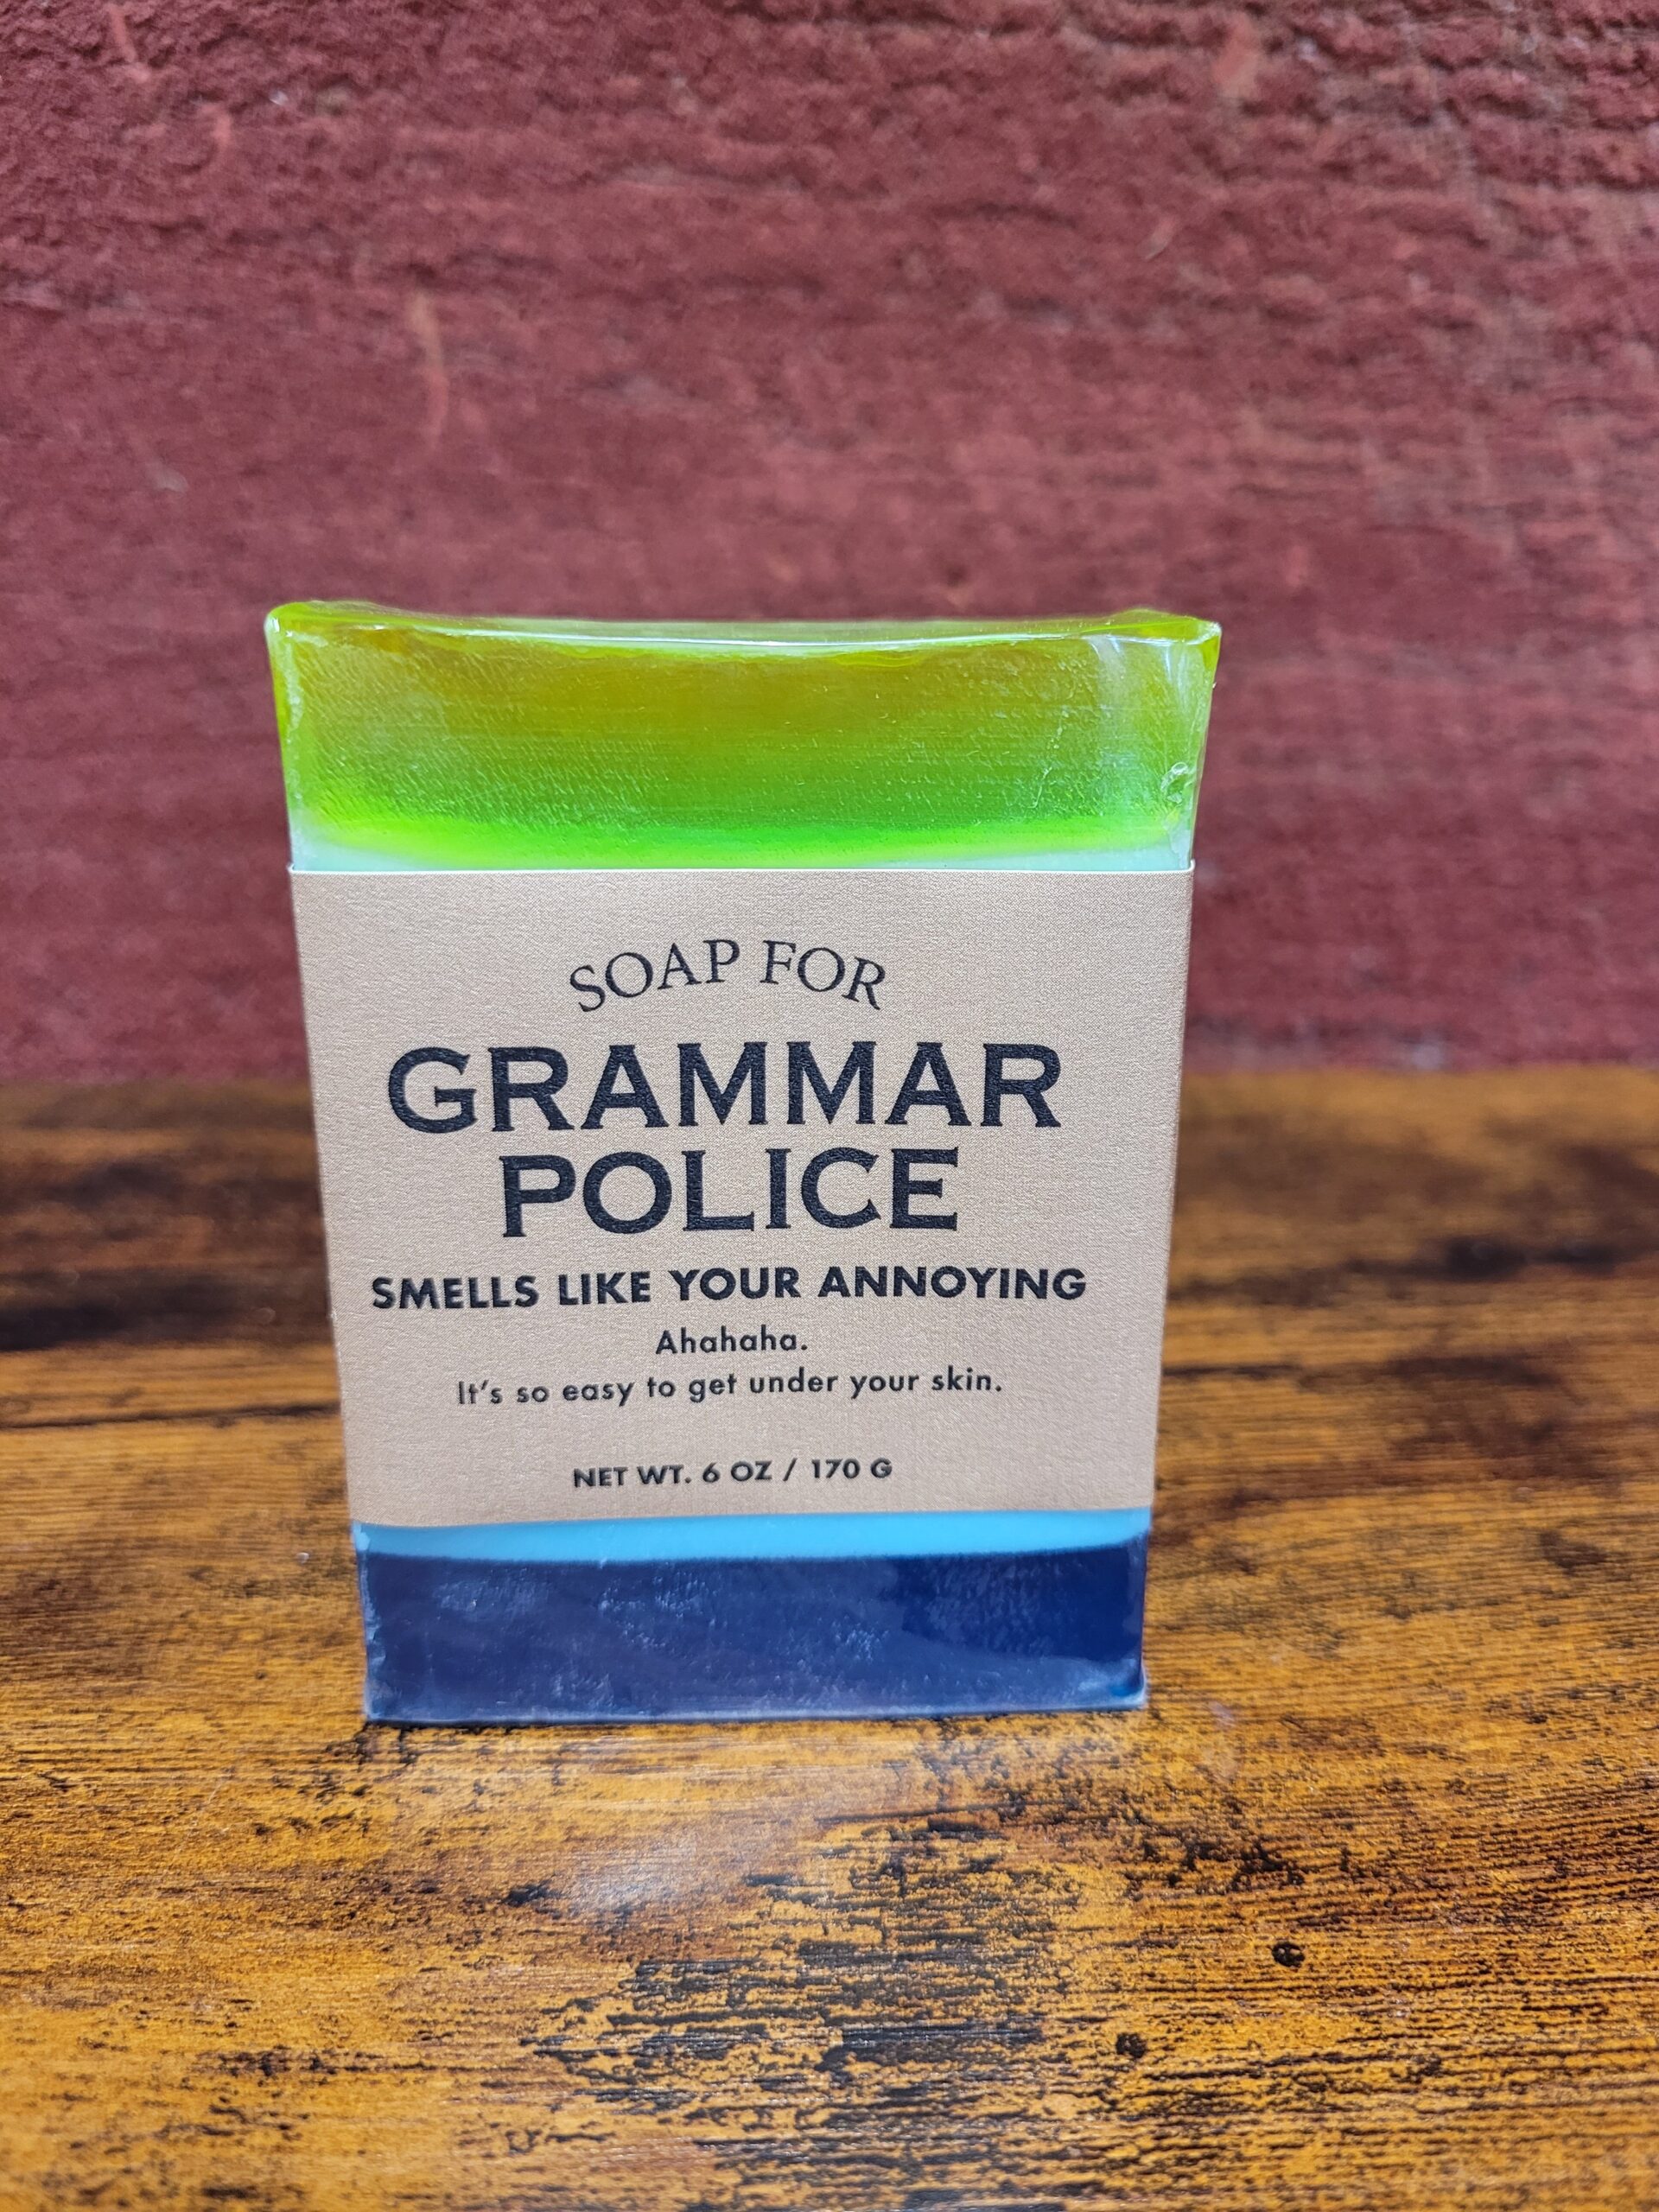 SOAP FOR
GRAMMAR
POLICE
SMELLS LIKE YOUR ANNOYING
Ahahaha.
It's so easy to get under your skin.
NET WT. 6 OZ / 170 G